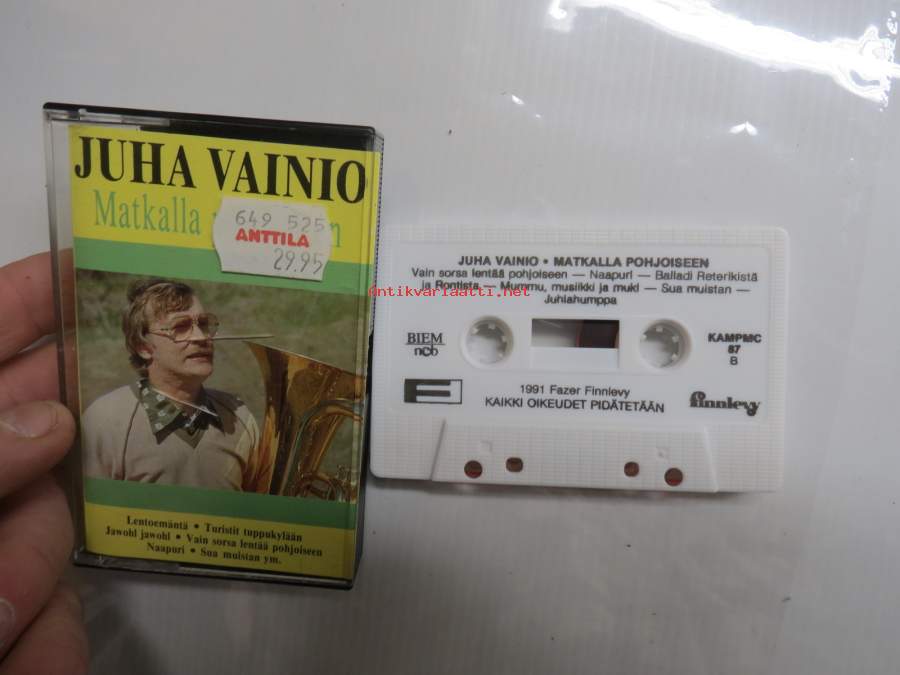 JUHA VAINIO
Matkalla
649 525
ANTTILA
29.95
Lentoemäntä • Turistit tuppukylään
Jawohl jawohl • Vain sorsa lentää pohjoiseen
Naapuri • Sua muistan ym.
JUHA VAINIO • MATKALLA POHJOISEEN
Vain sorsa lentää pohjoiseen — Naapuri — Balladi Reterikistä
ja Rontista — Mummu, musiikki ja muki — Sua muistan —
Juhlahumppa
Antikvariaatti.net
BIEM
ncb
KAMPMC
87
B
1991 Fazer Finnlevy
KAIKKI OIKEUDET PIDÄTETÄÄN
F
finnlevy